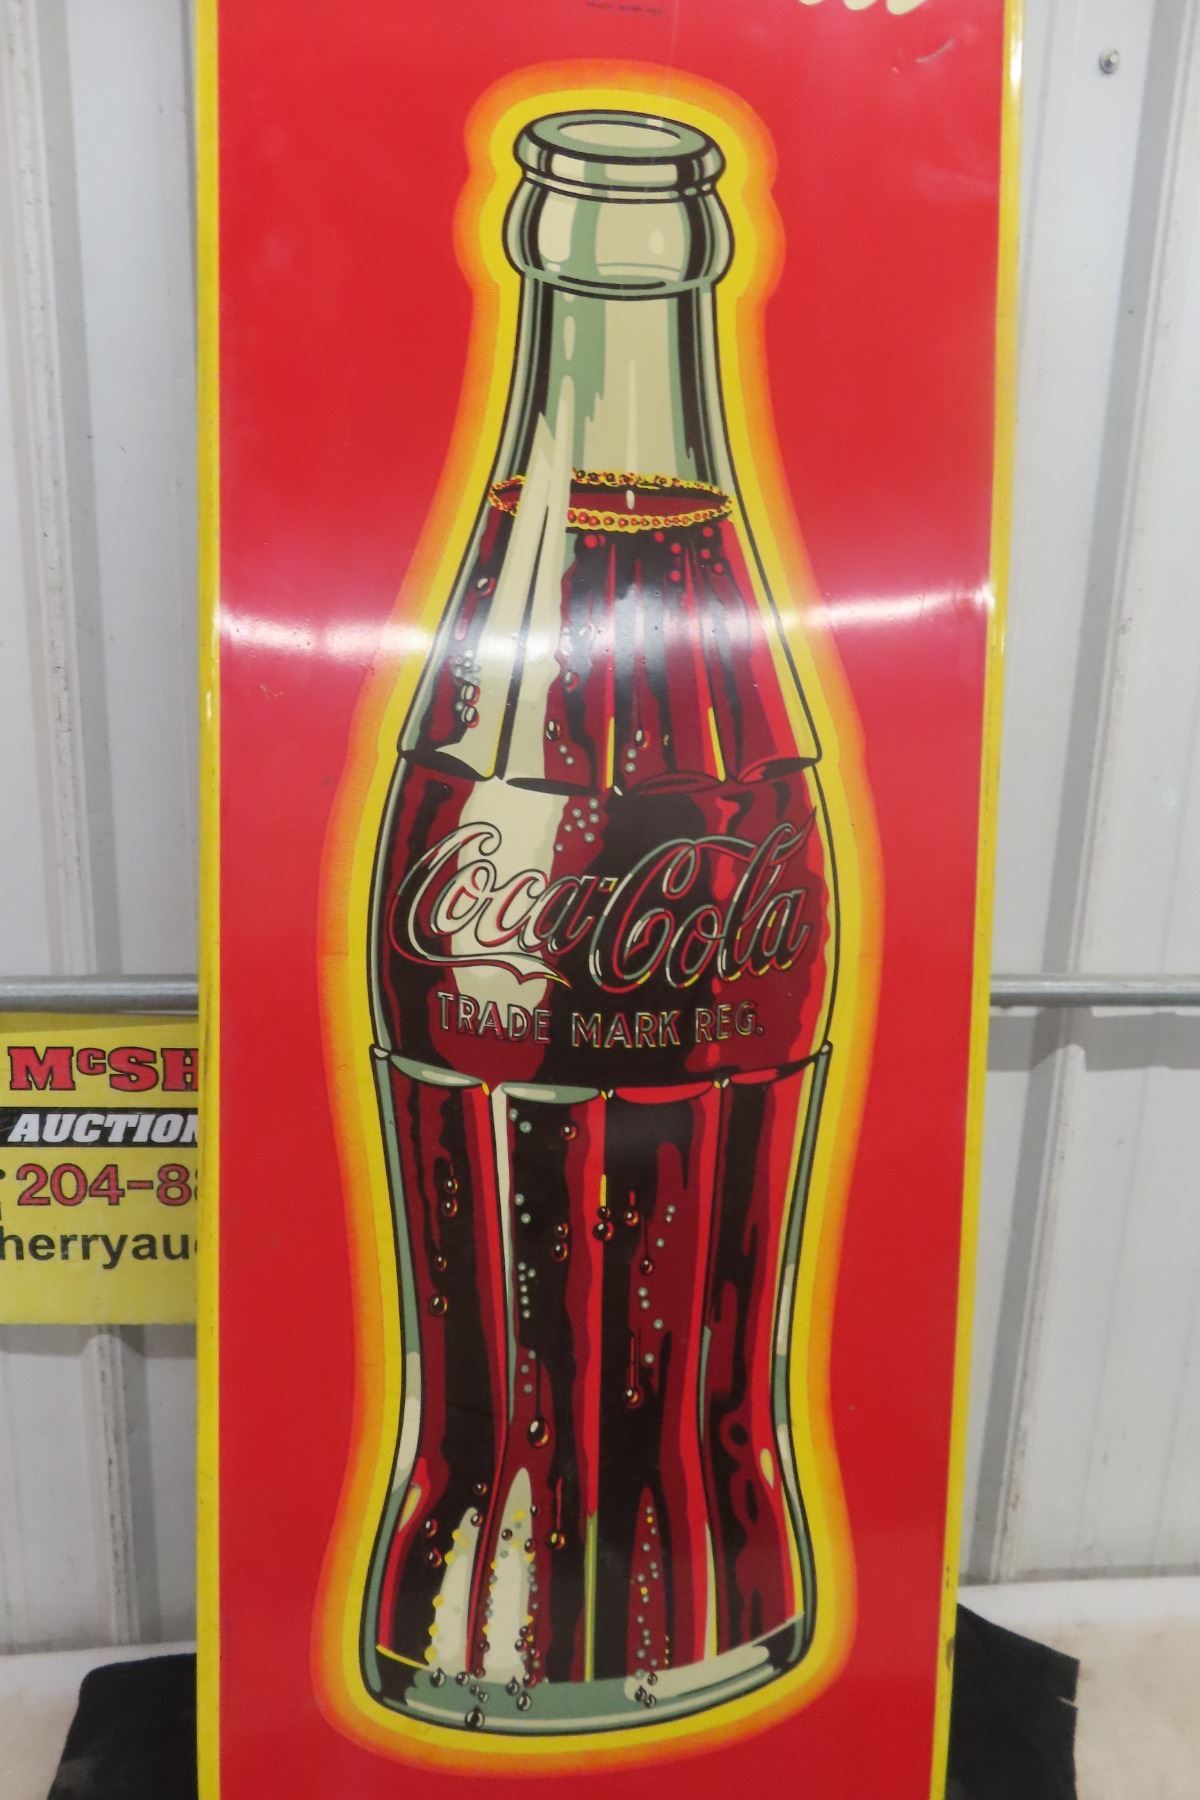 Coca-Cola
TRADE MARK REG.
McSH
AUCTION
204-8
herryau